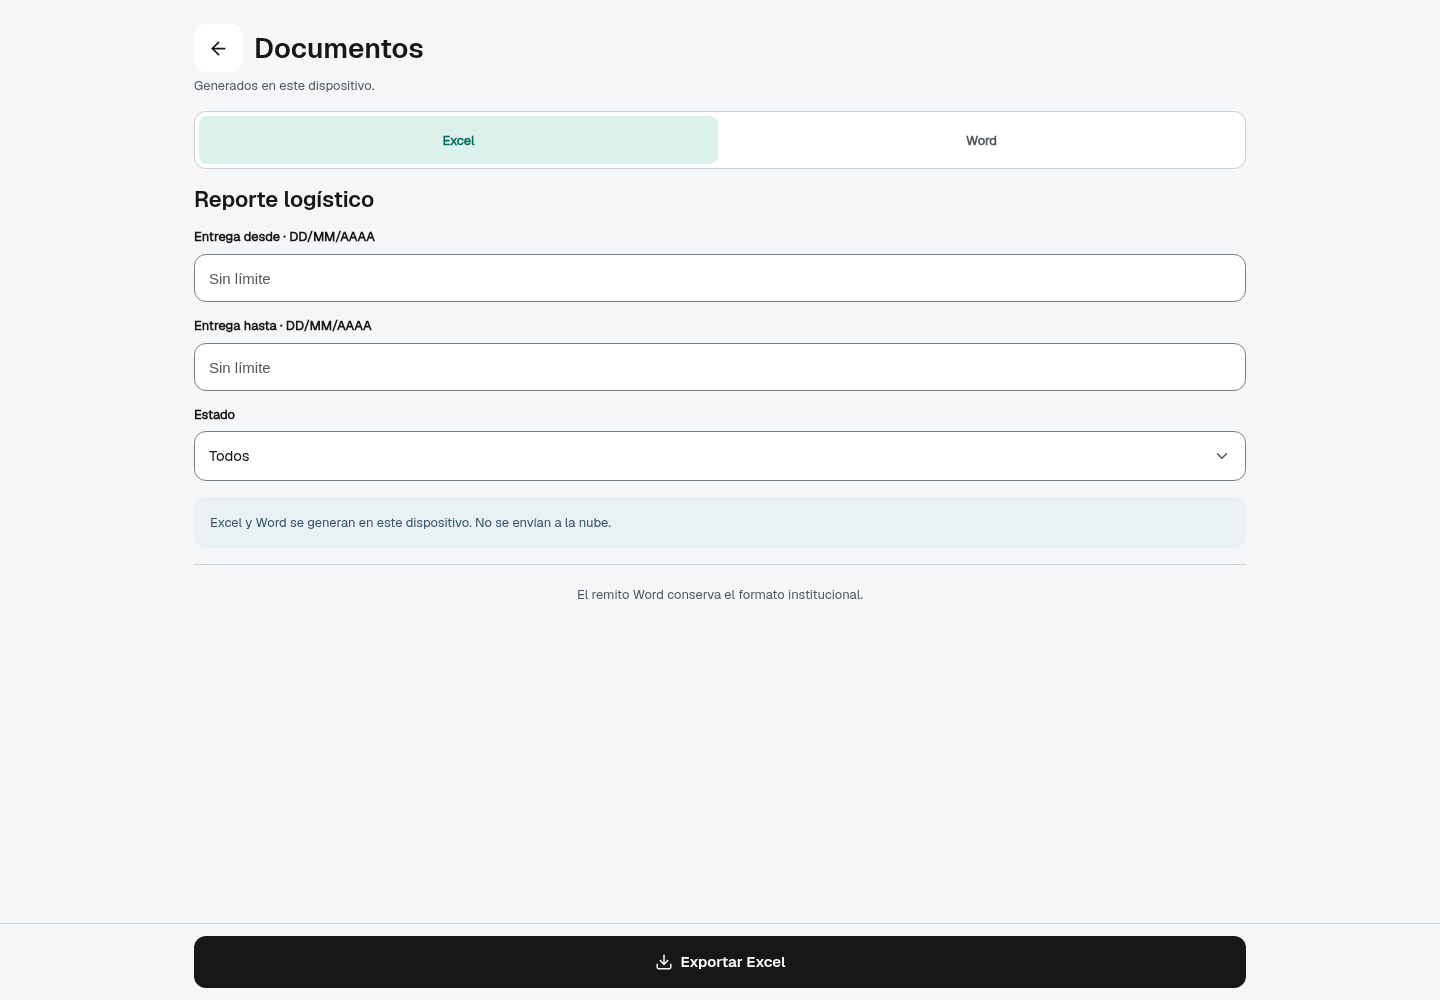 Documentos
Generados en este dispositivo.
Excel
Word
Reporte logístico
Entrega desde · DD/MM/AAAA
Sin límite
Entrega hasta · DD/MM/AAAA
Sin límite
Estado
Todos
Excel y Word se generan en este dispositivo. No se envían a la nube.
El remito Word conserva el formato institucional.
Exportar Excel